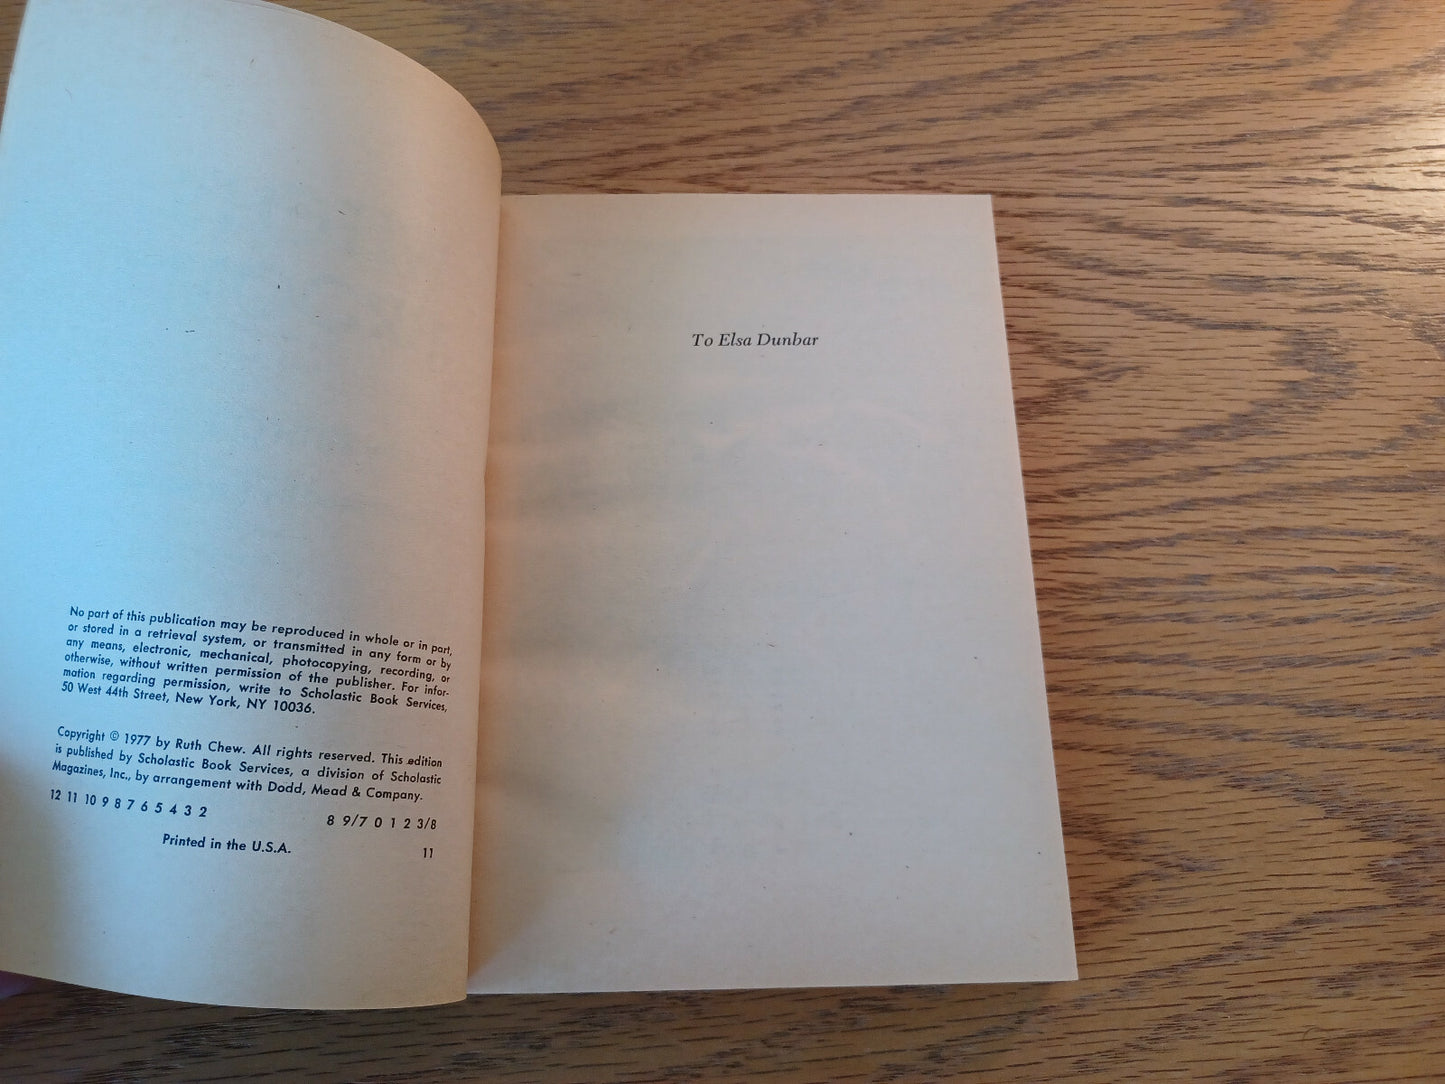 No part of this publication may be reproduced in whole or in part,
or stored in a retrieval system, or transmitted in any form or by
any means, electronic, mechanical, photocopying, recording, or
otherwise, without written permission of the publisher. For infor-
mation regarding permission, write to Scholastic Book Services,
50 West 44th Street, New York, NY 10036.
Copyright © 1977 by Ruth Chew. All rights reserved. This edition
is published by Scholastic Book Services, a division of Scholastic
Magazines, Inc., by arrangement with Dodd, Mead & Company.
12 11 10 9 8 7 6 5 4 3 2 8 9/7 0 1 2 3/8
Printed in the U.S.A. 11
To Elsa Dunbar